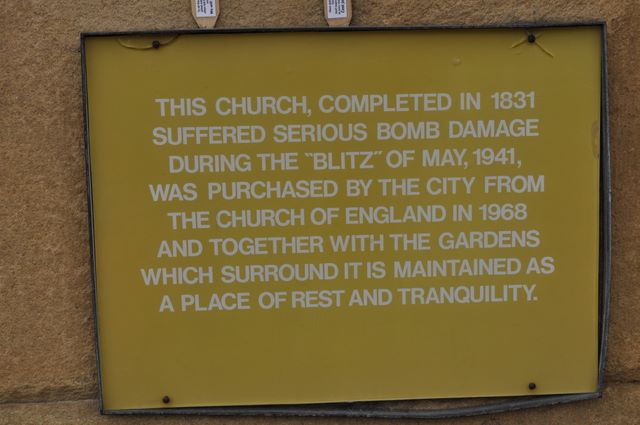 THIS CHURCH, COMPLETED IN 1831
SUFFERED SERIOUS BOMB DAMAGE
DURING THE "BLITZ" OF MAY, 1941,
WAS PURCHASED BY THE CITY FROM
THE CHURCH OF ENGLAND IN 1968
AND TOGETHER WITH THE GARDENS
WHICH SURROUND IT IS MAINTAINED AS
A PLACE OF REST AND TRANQUILITY.